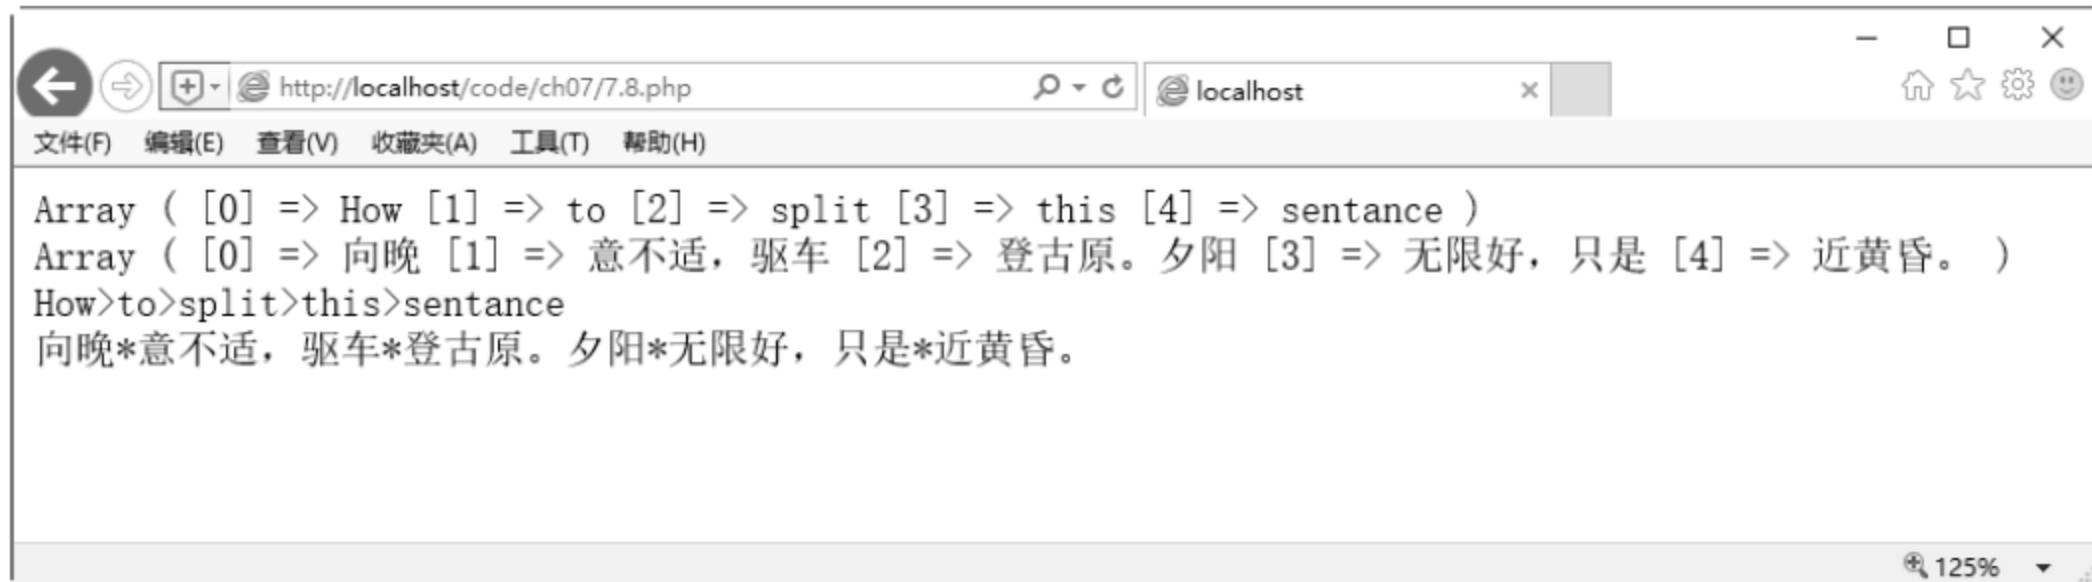 http://localhost/code/ch07/7.8.php
localhost
文件(F) 编辑(E) 查看(V) 收藏夹(A) 工具(T) 帮助(H)
Array ( [0] => How [1] => to [2] => split [3] => this [4] => sentance )
Array ( [0] => 向晚 [1] => 意不适，驱车 [2] => 登古原。夕阳 [3] => 无限好，只是 [4] => 近黄昏。 )
How>to>split>this>sentance
向晚*意不适，驱车*登古原。夕阳*无限好，只是*近黄昏。
125%